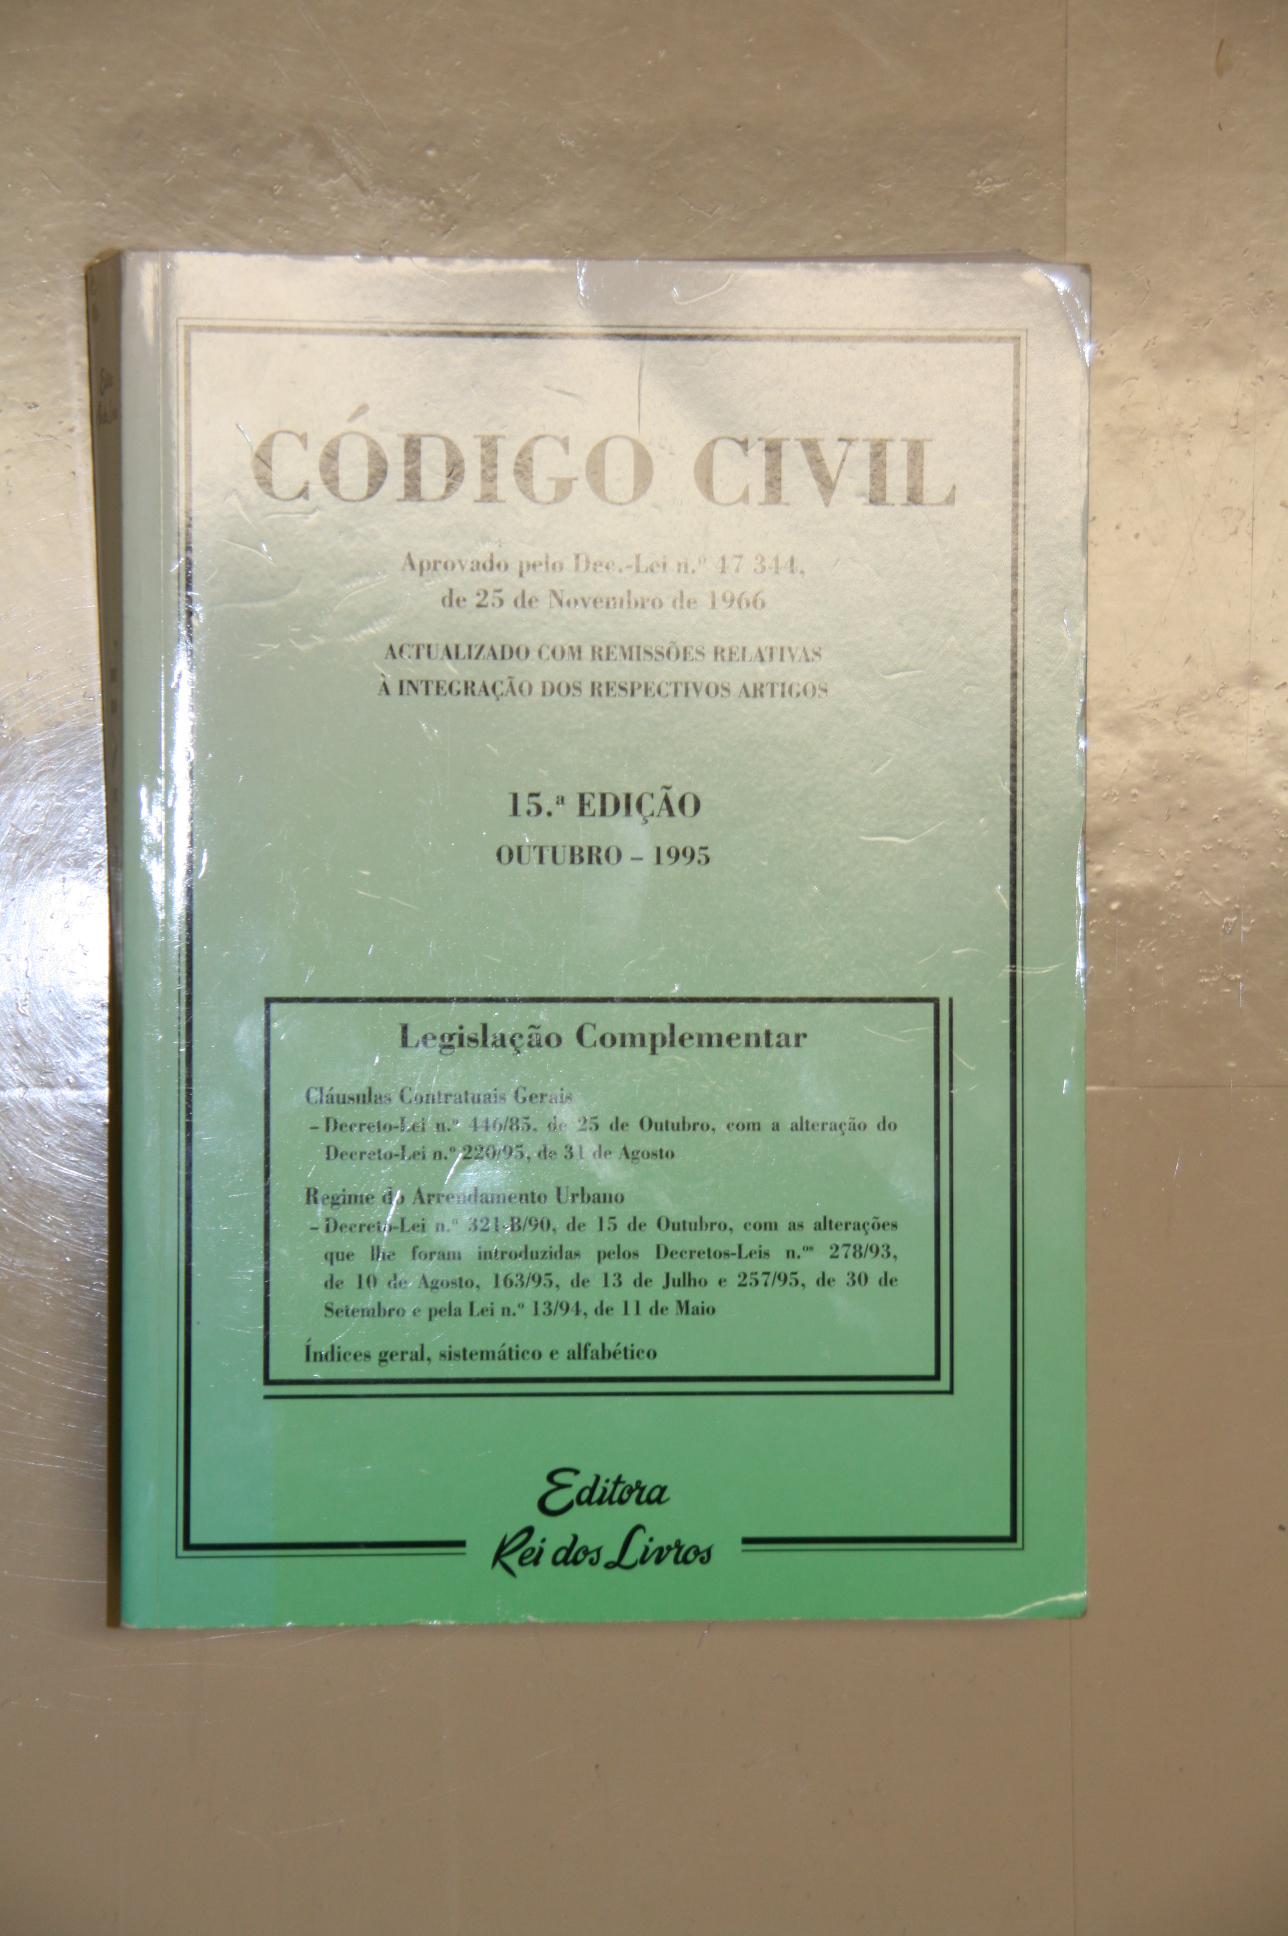 CÓDIGO CIVIL
Aprovado pelo Dec.-Lei n.º 47 344,
de 25 de Novembro de 1966
ACTUALIZADO COM REMISSÕES RELATIVAS
À INTEGRAÇÃO DOS RESPECTIVOS ARTIGOS
15.ª EDIÇÃO
OUTUBRO – 1995
Legislação Complementar
Cláusulas Contratuais Gerais
– Decreto-Lei n.º 446/85, de 25 de Outubro, com a alteração do
Decreto-Lei n.º 220/95, de 31 de Agosto
Regime do Arrendamento Urbano
– Decreto-Lei n.º 321-B/90, de 15 de Outubro, com as alterações
que lhe foram introduzidas pelos Decretos-Leis n.ºˢ 278/93,
de 10 de Agosto, 163/95, de 13 de Julho e 257/95, de 30 de
Setembro e pela Lei n.º 13/94, de 11 de Maio
Índices geral, sistemático e alfabético
Editora
Rei dos Livros